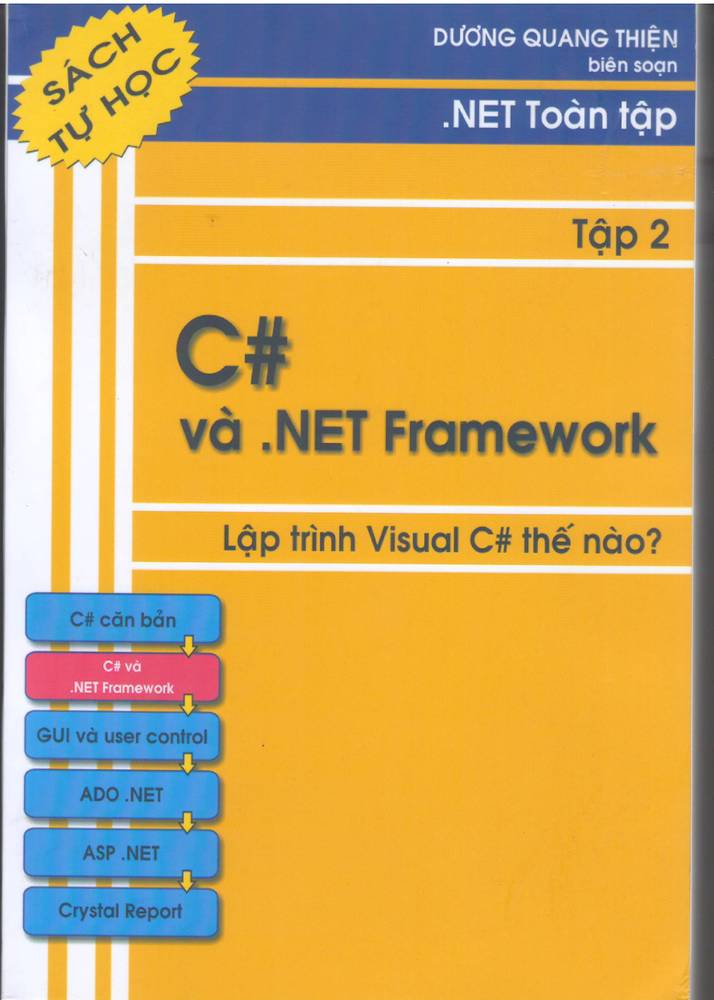 SÁCH
TỰ HỌC
DƯƠNG QUANG THIỆN
biên soạn
.NET Toàn tập
Tập 2
C#
và .NET Framework
Lập trình Visual C# thế nào?
C# căn bản
C# và
.NET Framework
GUI và user control
ADO .NET
ASP .NET
Crystal Report